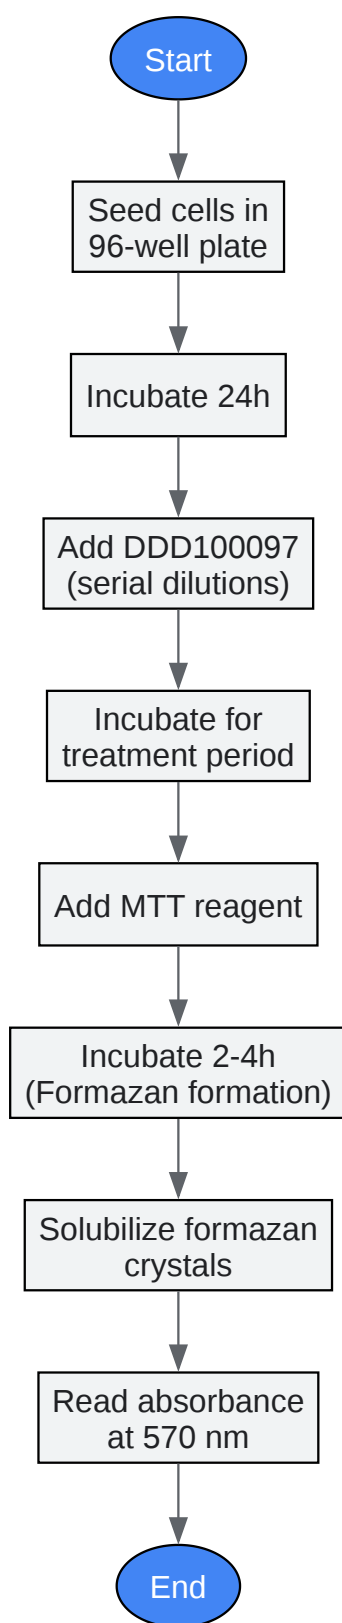 Start
Seed cells in
96-well plate
Incubate 24h
Add DDD100097
(serial dilutions)
Incubate for
treatment period
Add MTT reagent
Incubate 2-4h
(Formazan formation)
Solubilize formazan
crystals
Read absorbance
at 570 nm
End